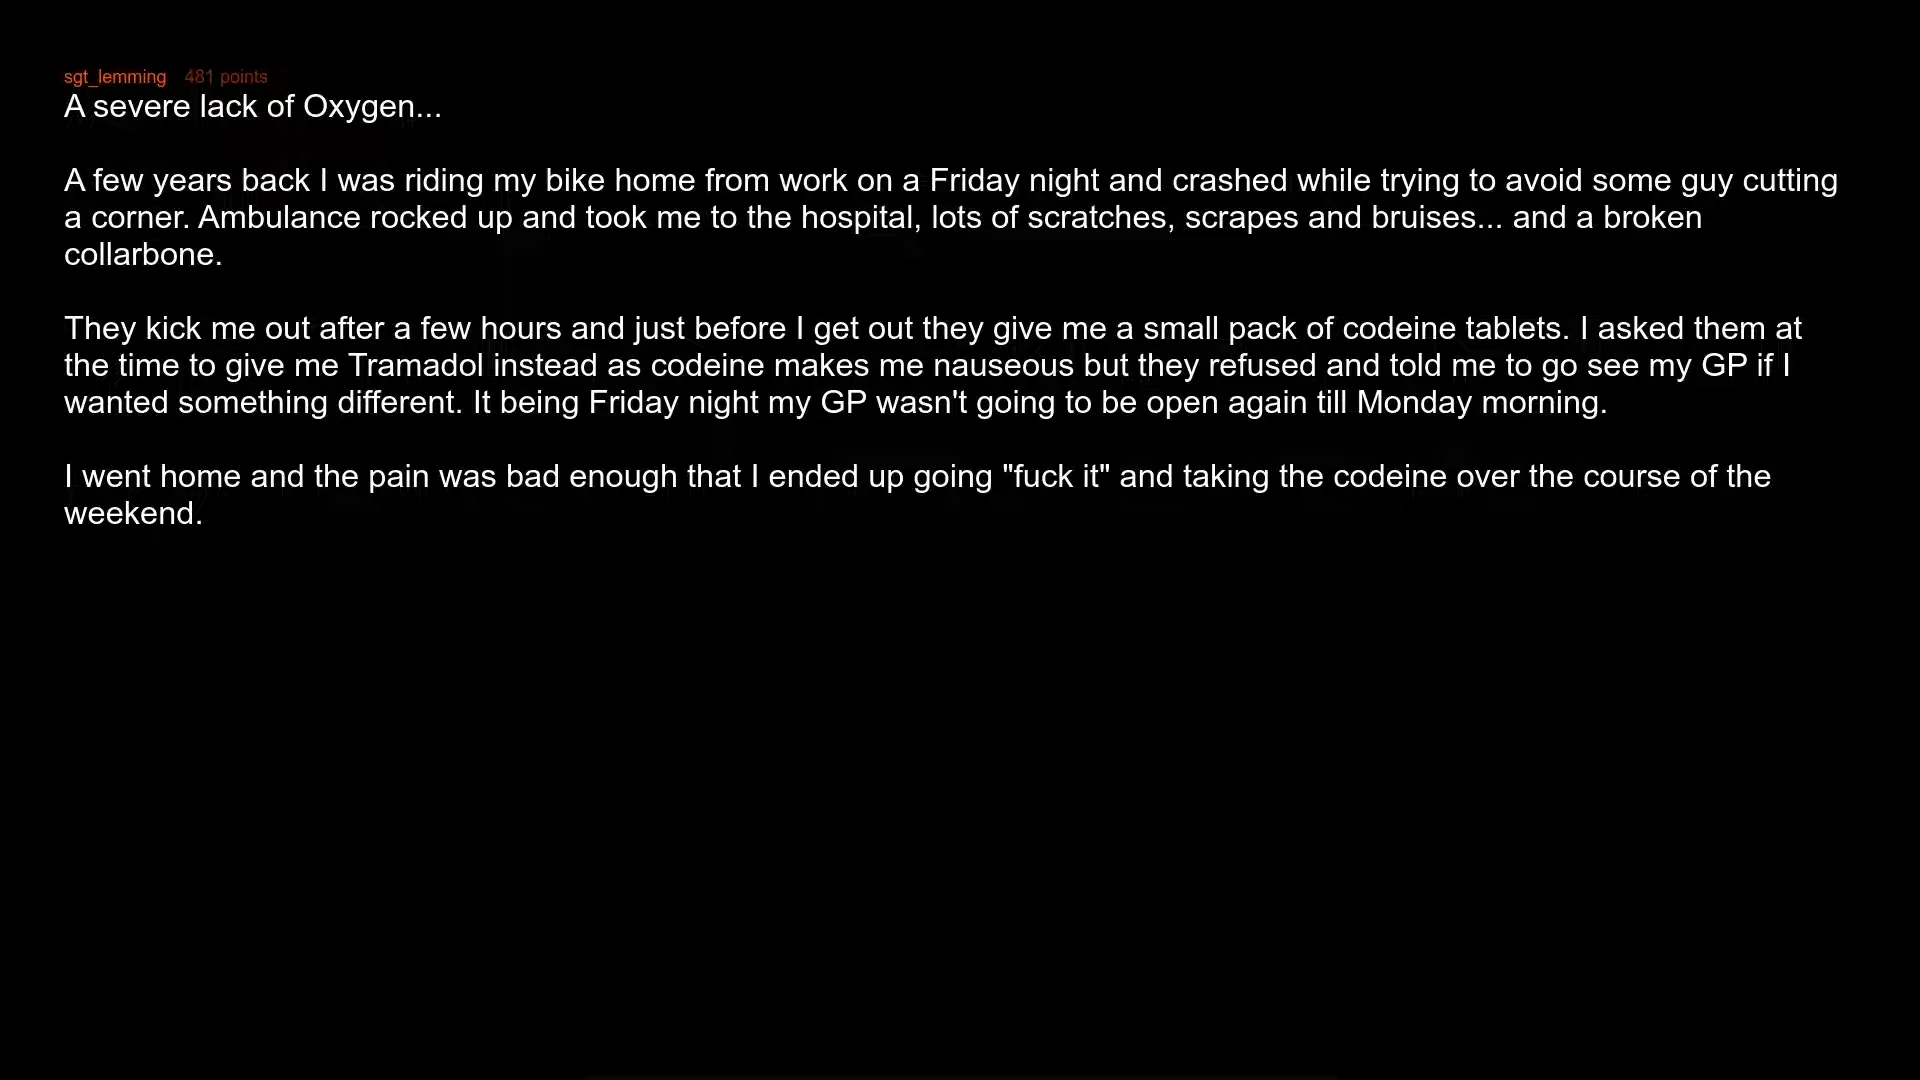 sgt_lemming 481 points
A severe lack of Oxygen...
A few years back I was riding my bike home from work on a Friday night and crashed while trying to avoid some guy cutting
a corner. Ambulance rocked up and took me to the hospital, lots of scratches, scrapes and bruises... and a broken
collarbone.
They kick me out after a few hours and just before I get out they give me a small pack of codeine tablets. I asked them at
the time to give me Tramadol instead as codeine makes me nauseous but they refused and told me to go see my GP if I
wanted something different. It being Friday night my GP wasn't going to be open again till Monday morning.
I went home and the pain was bad enough that I ended up going "fuck it" and taking the codeine over the course of the
weekend.